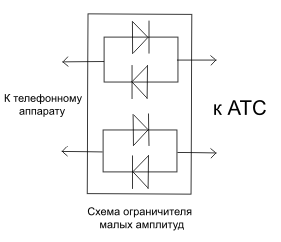 К телефонному
аппарату
к АТС
Схема ограничителя
малых амплитуд